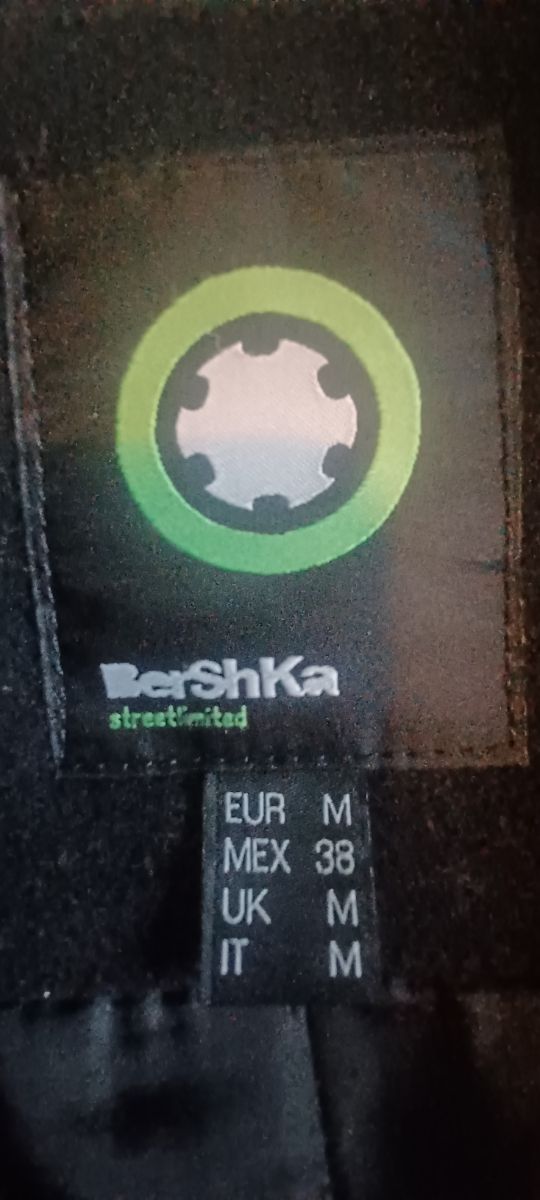 BerShKa
streetlimited
EUR M
MEX 38
UK M
IT M